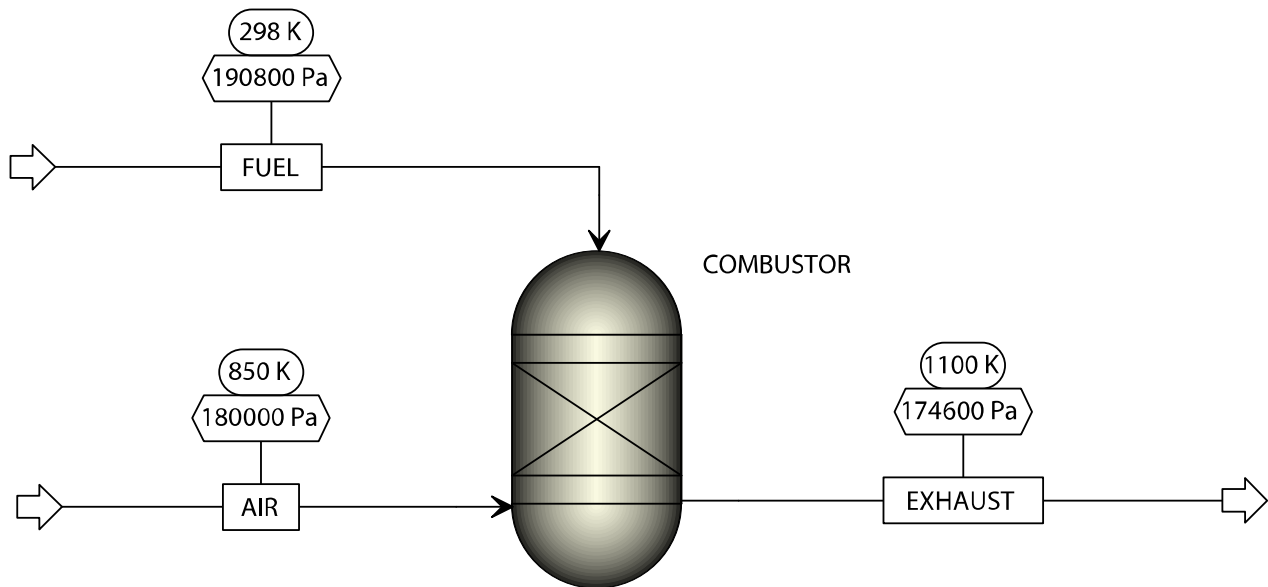 298 K
190800 Pa
FUEL
COMBUSTOR
850 K
180000 Pa
AIR
1100 K
174600 Pa
EXHAUST